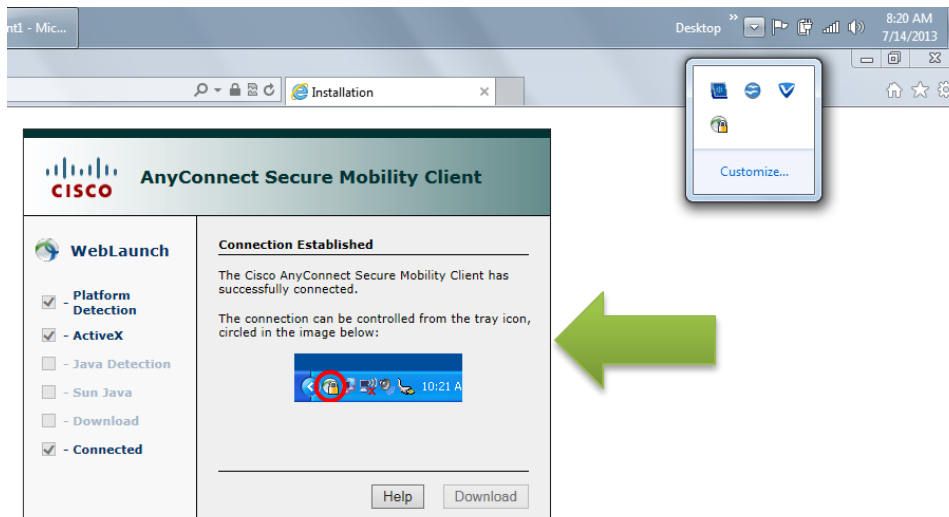 nt1 - Mic...
Desktop
»
8:20 AM
7/14/2013
Installation
Customize...
CISCO
AnyConnect Secure Mobility Client
WebLaunch
- Platform
Detection
- ActiveX
- Java Detection
- Sun Java
- Download
- Connected
Connection Established
The Cisco AnyConnect Secure Mobility Client has
successfully connected.
The connection can be controlled from the tray icon,
circled in the image below:
10:21 A
Help
Download